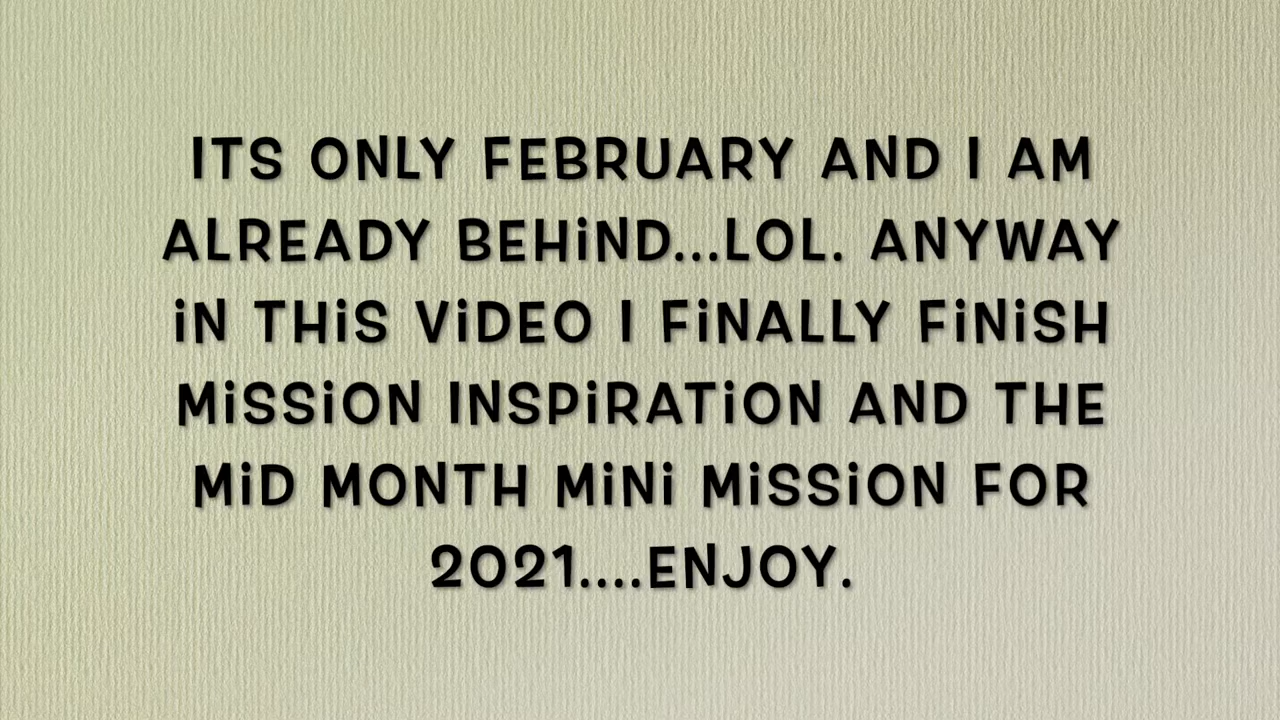 ITS ONLY FEBRUARY AND I AM
ALREADY BEHiND...LOL. ANYWAY
iN THiS ViDEO I FiNALLY FiNiSH
MiSSiON INSPiRATiON AND THE
MiD MONTH MiNi MiSSiON FOR
2021....ENJOY.